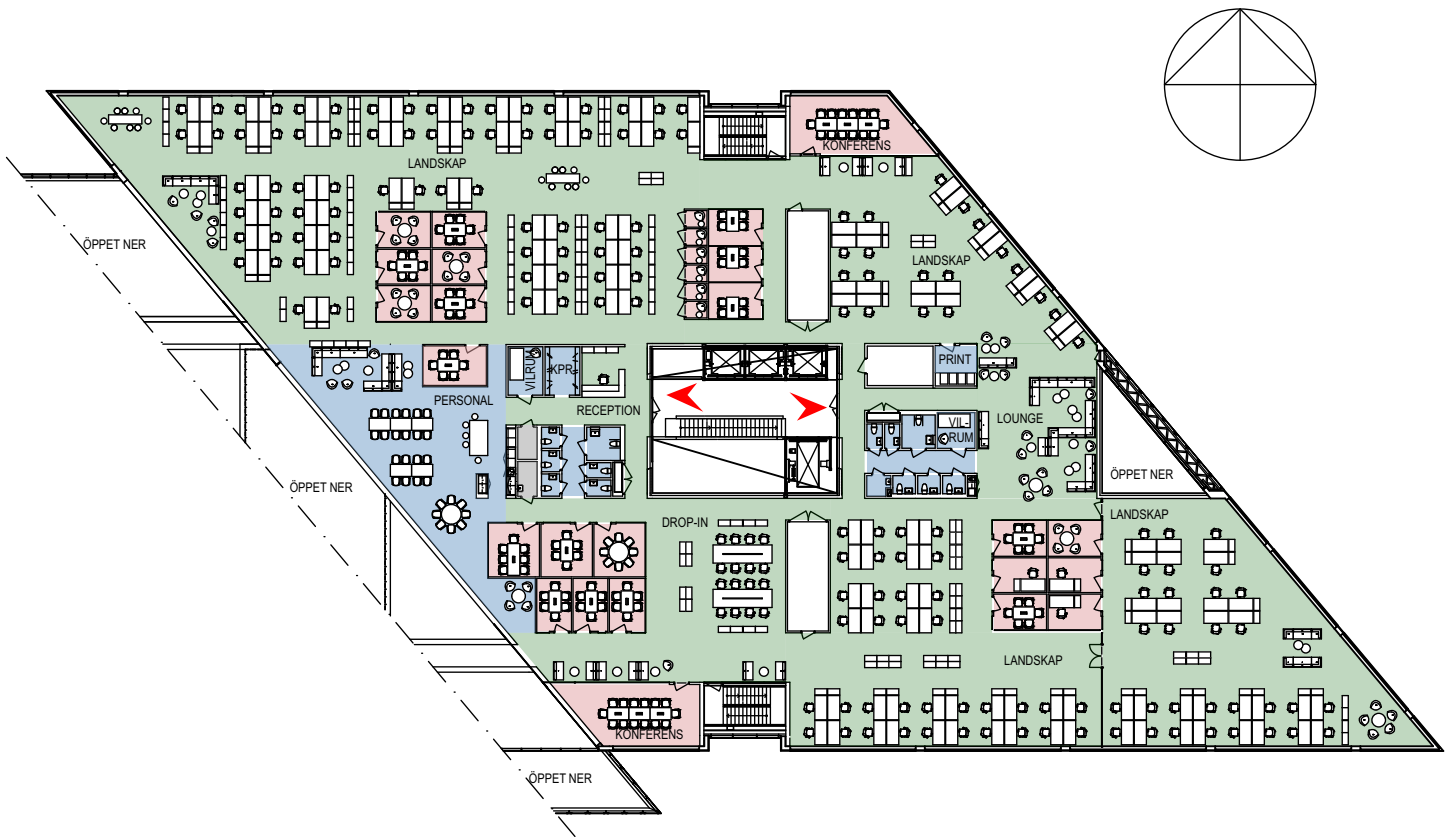 KONFERENS
LANDSKAP
ÖPPET NER
LANDSKAP
PRINT
VILRUM
KPR
PERSONAL
RECEPTION
LOUNGE
VIL-
RUM
ÖPPET NER
ÖPPET NER
LANDSKAP
DROP-IN
LANDSKAP
KONFERENS
ÖPPET NER